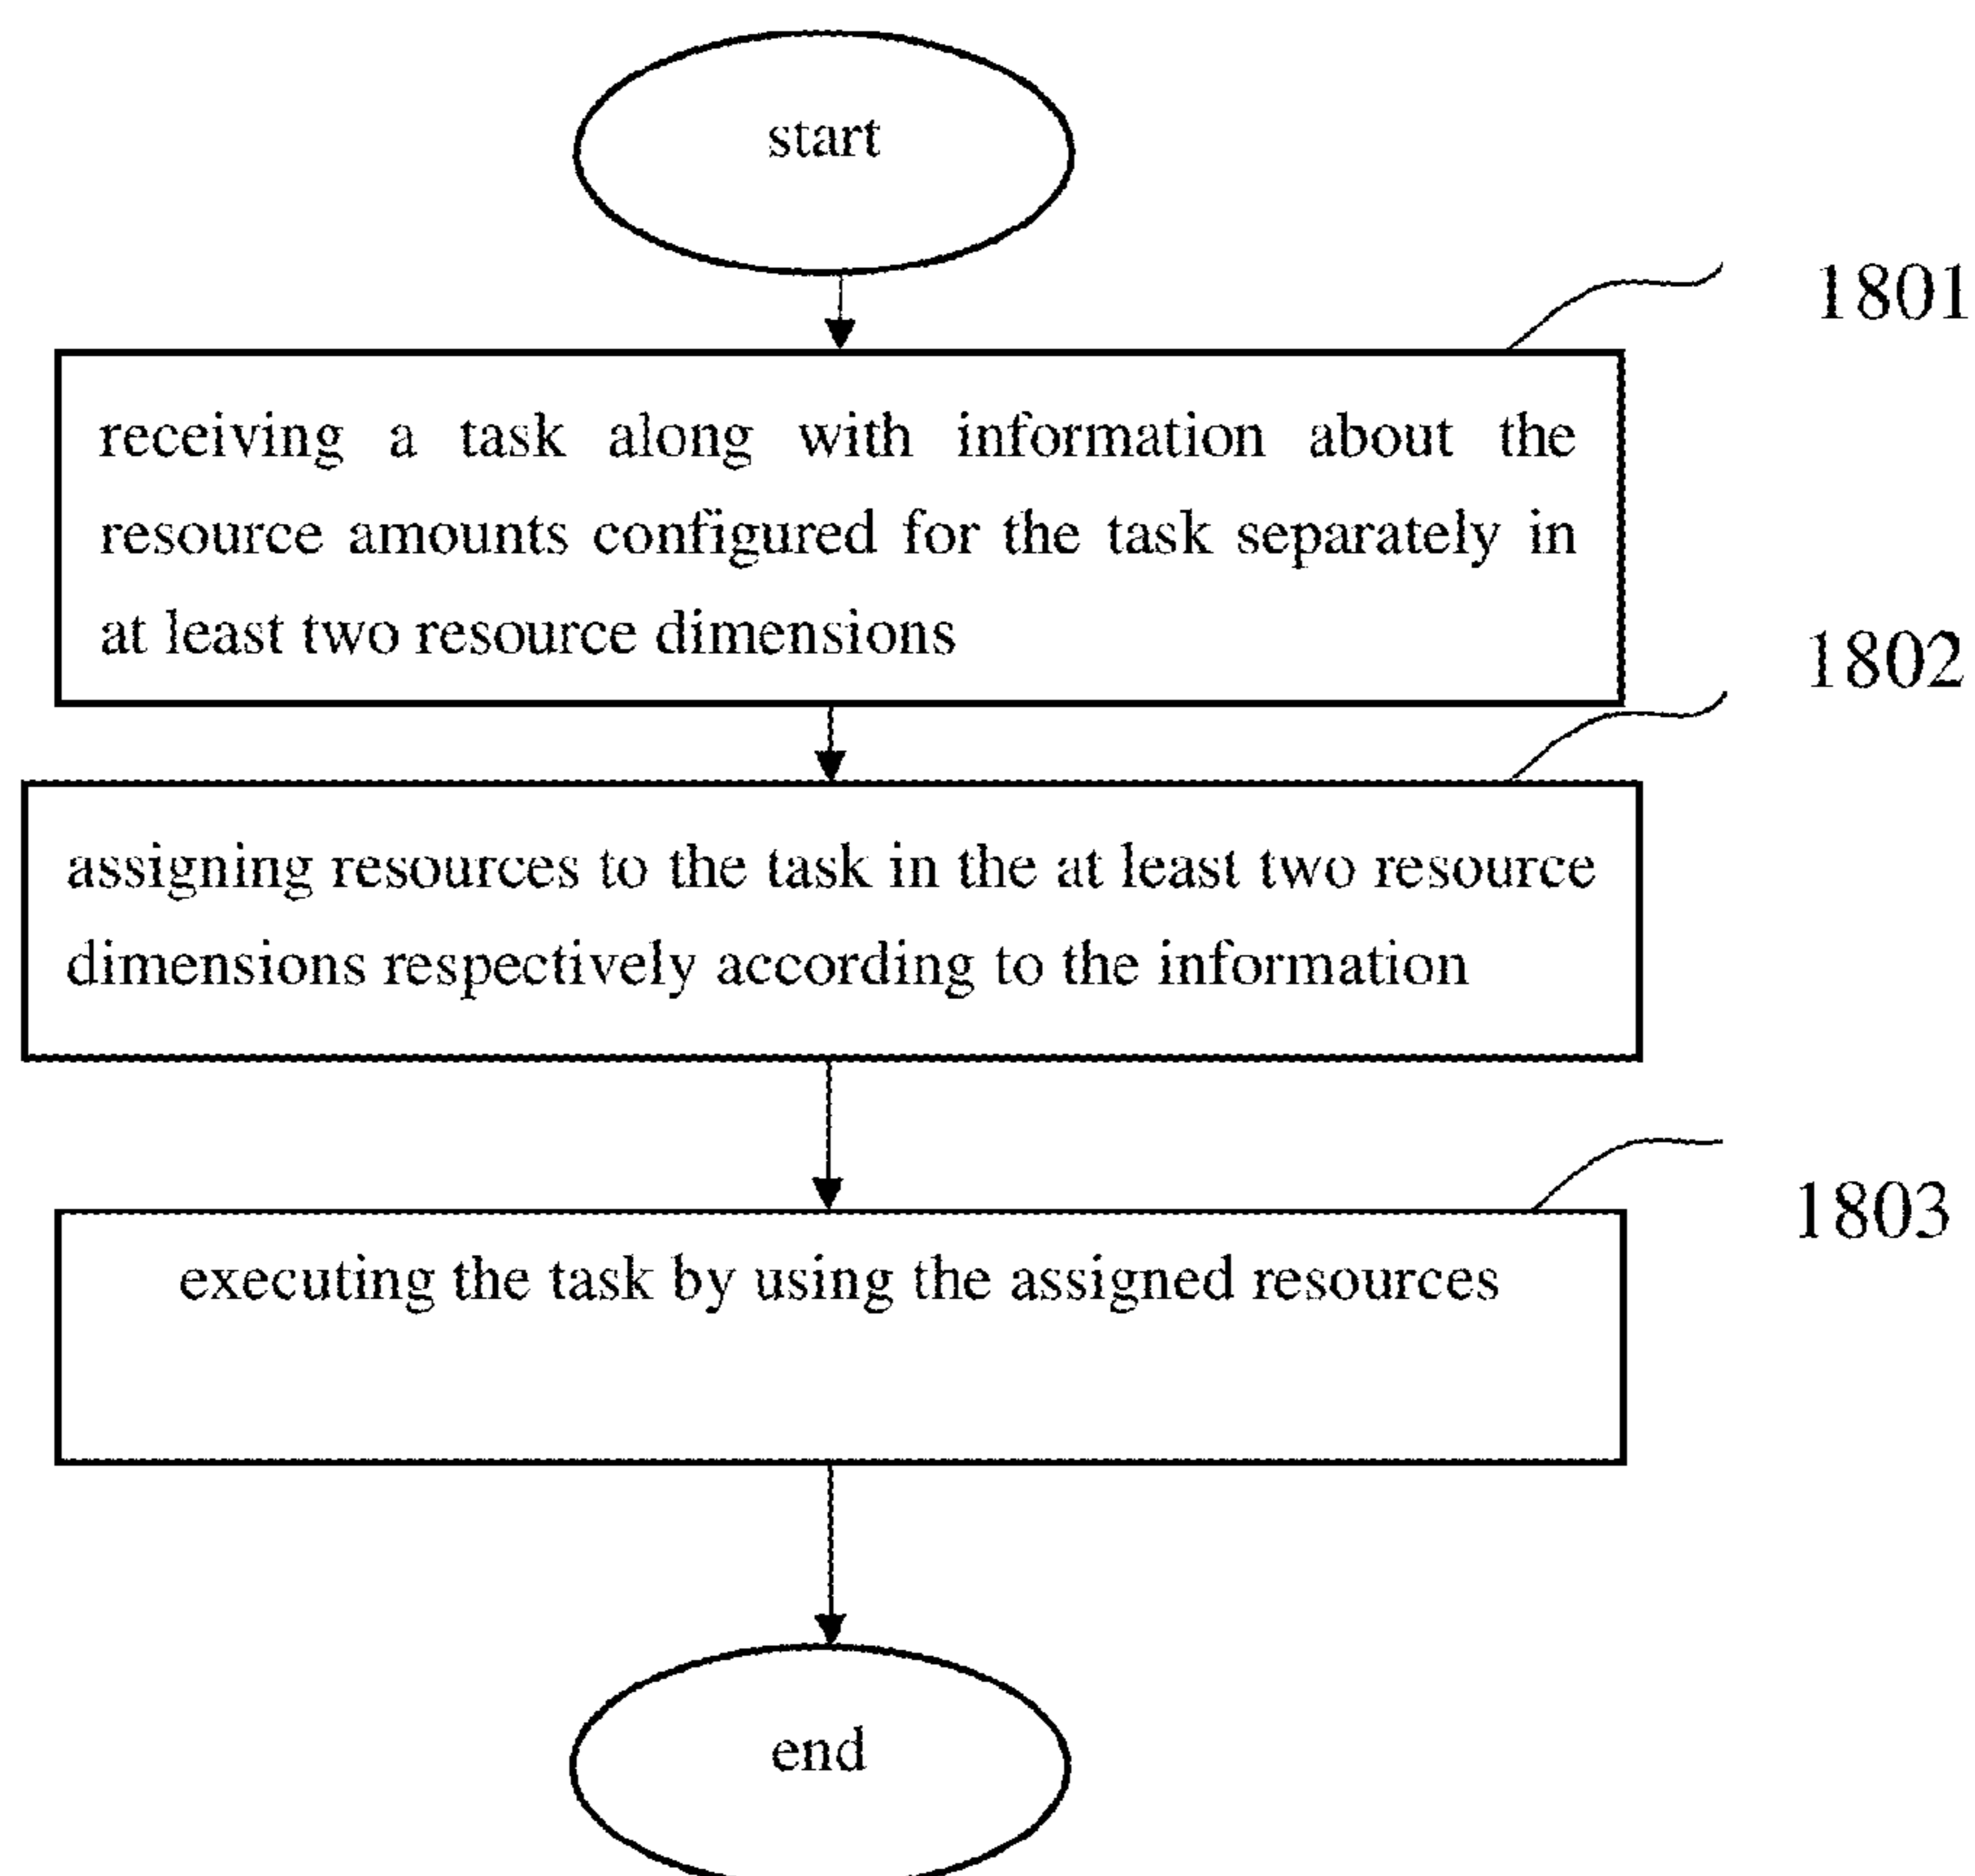 start
1801
receiving a task along with information about the
resource amounts configured for the task separately in
at least two resource dimensions
1802
assigning resources to the task in the at least two resource
dimensions respectively according to the information
1803
executing the task by using the assigned resources
end